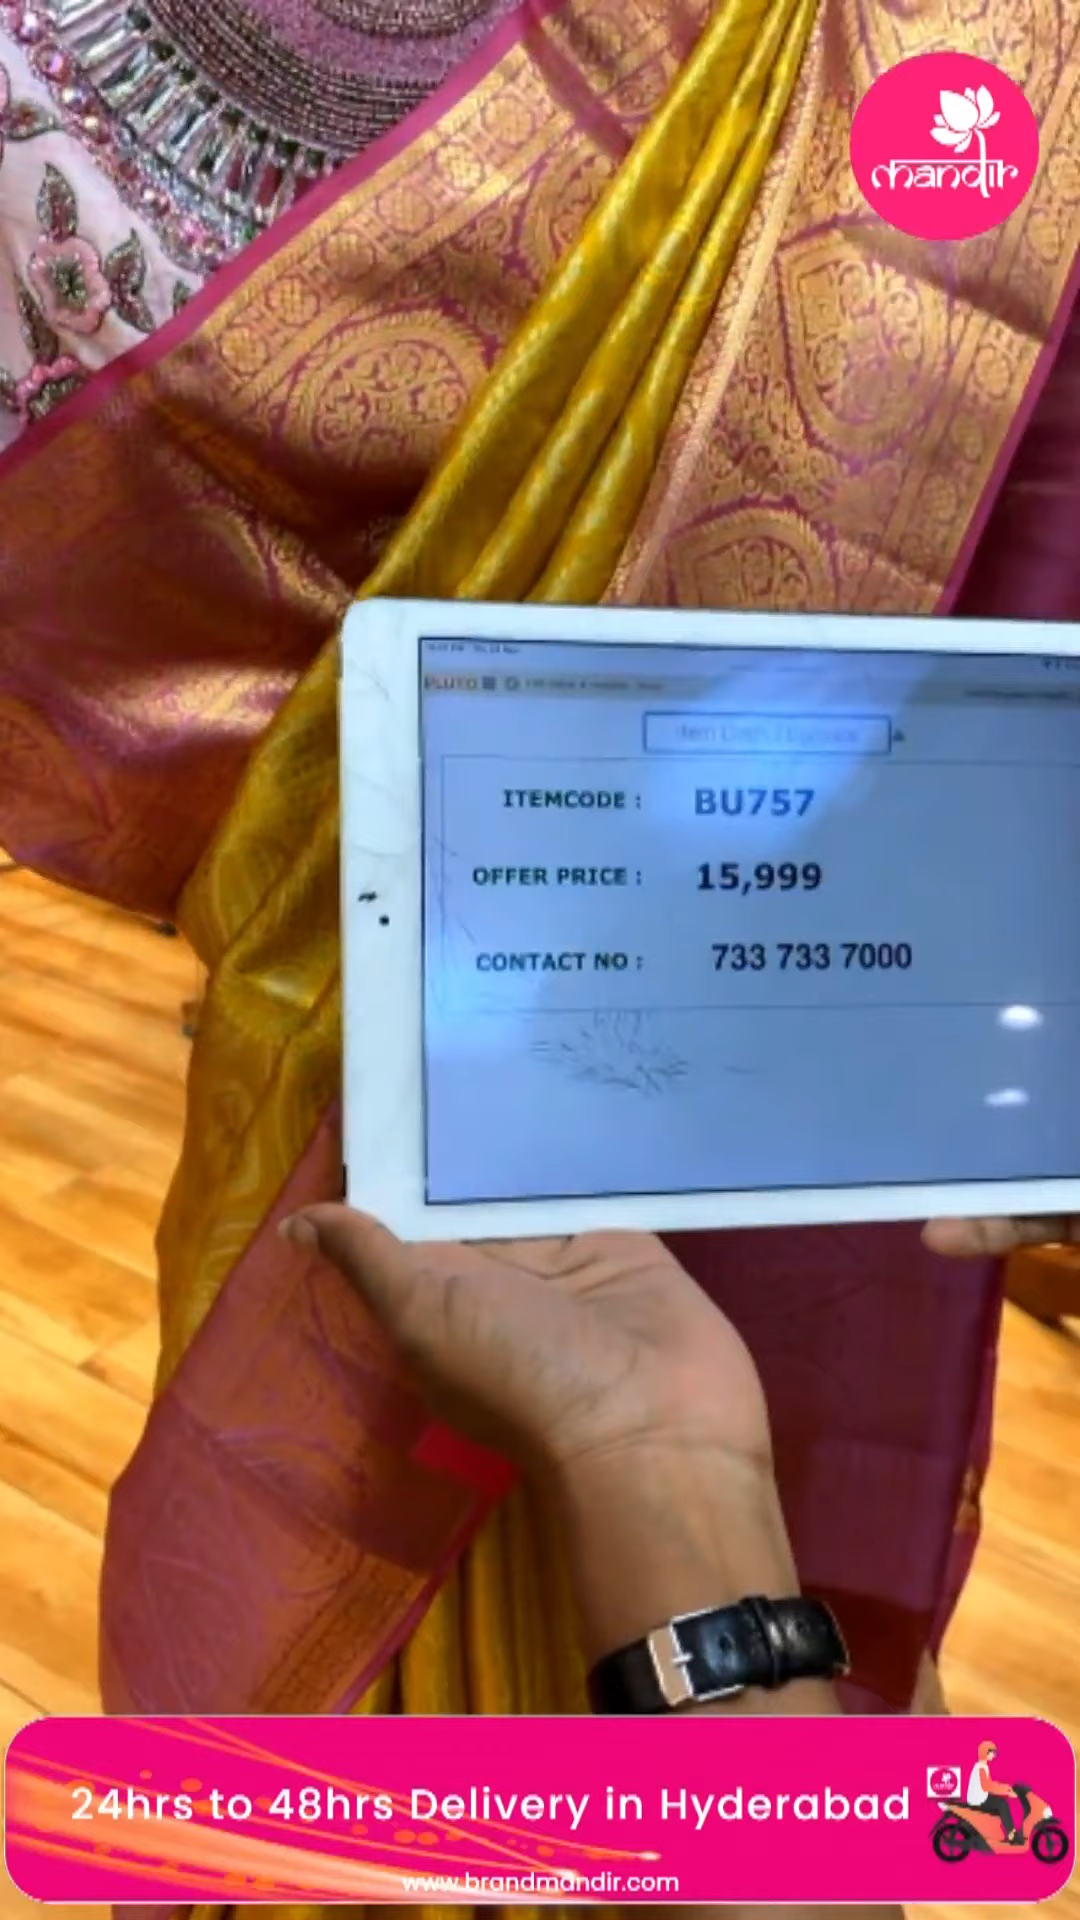 mandir
PLUTO
ITEMCODE : BU757
OFFER PRICE : 15,999
CONTACT NO : 733 733 7000
24hrs to 48hrs Delivery in Hyderabad
www.brandmandir.com